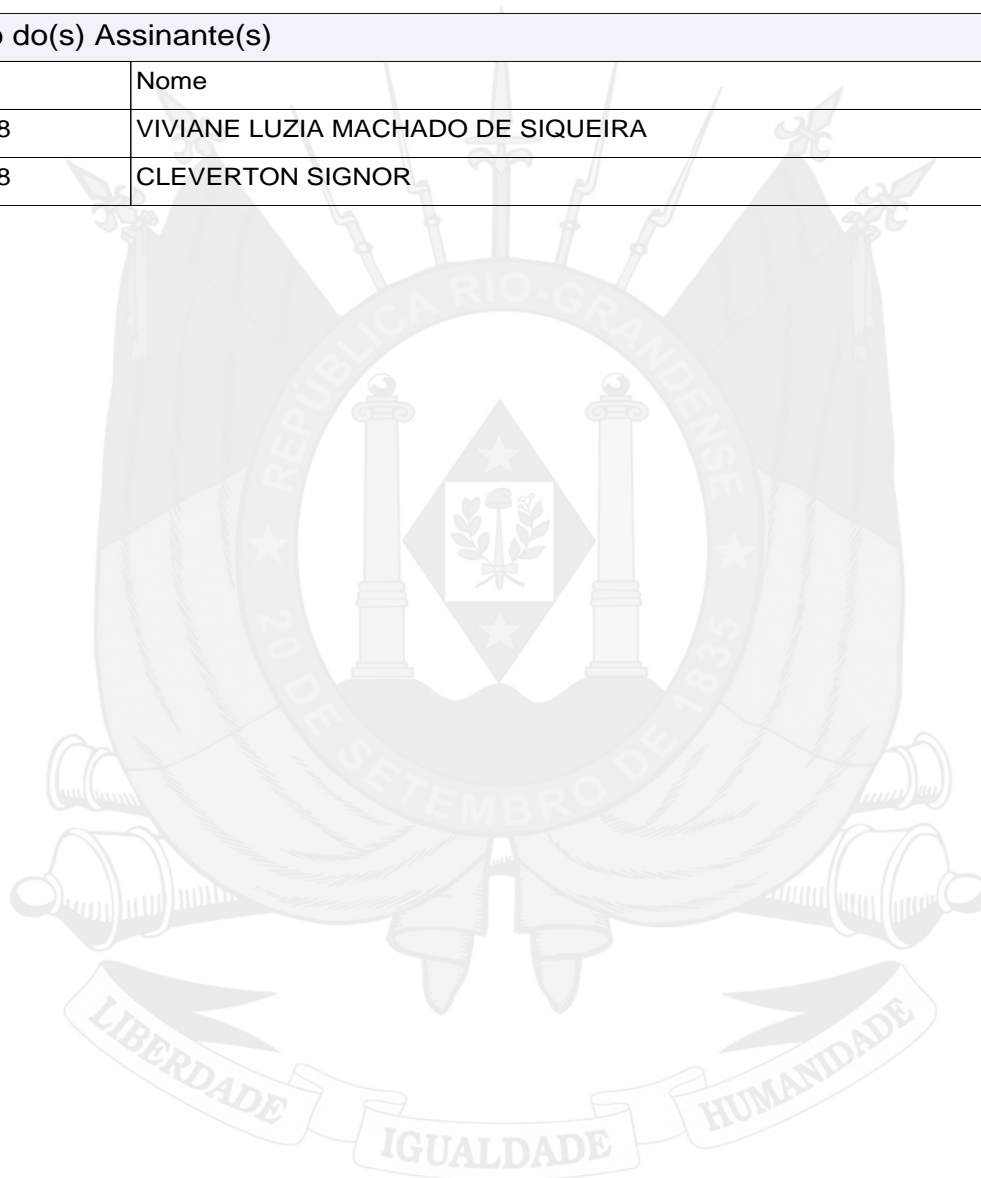 do(s) Assinante(s)
Nome
8 VIVIANE LUZIA MACHADO DE SIQUEIRA
8 CLEVERTON SIGNOR
REPÚBLICA RIO-GRANDENSE
20 DE SETEMBRO DE 1835
LIBERDADE IGUALDADE HUMANIDADE